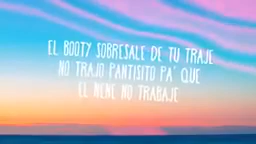 EL BOOTY SOBRESALE DE TU TRAJE
NO TRAJO PANTISITO PA' QUE
EL NENE NO TRABAJE